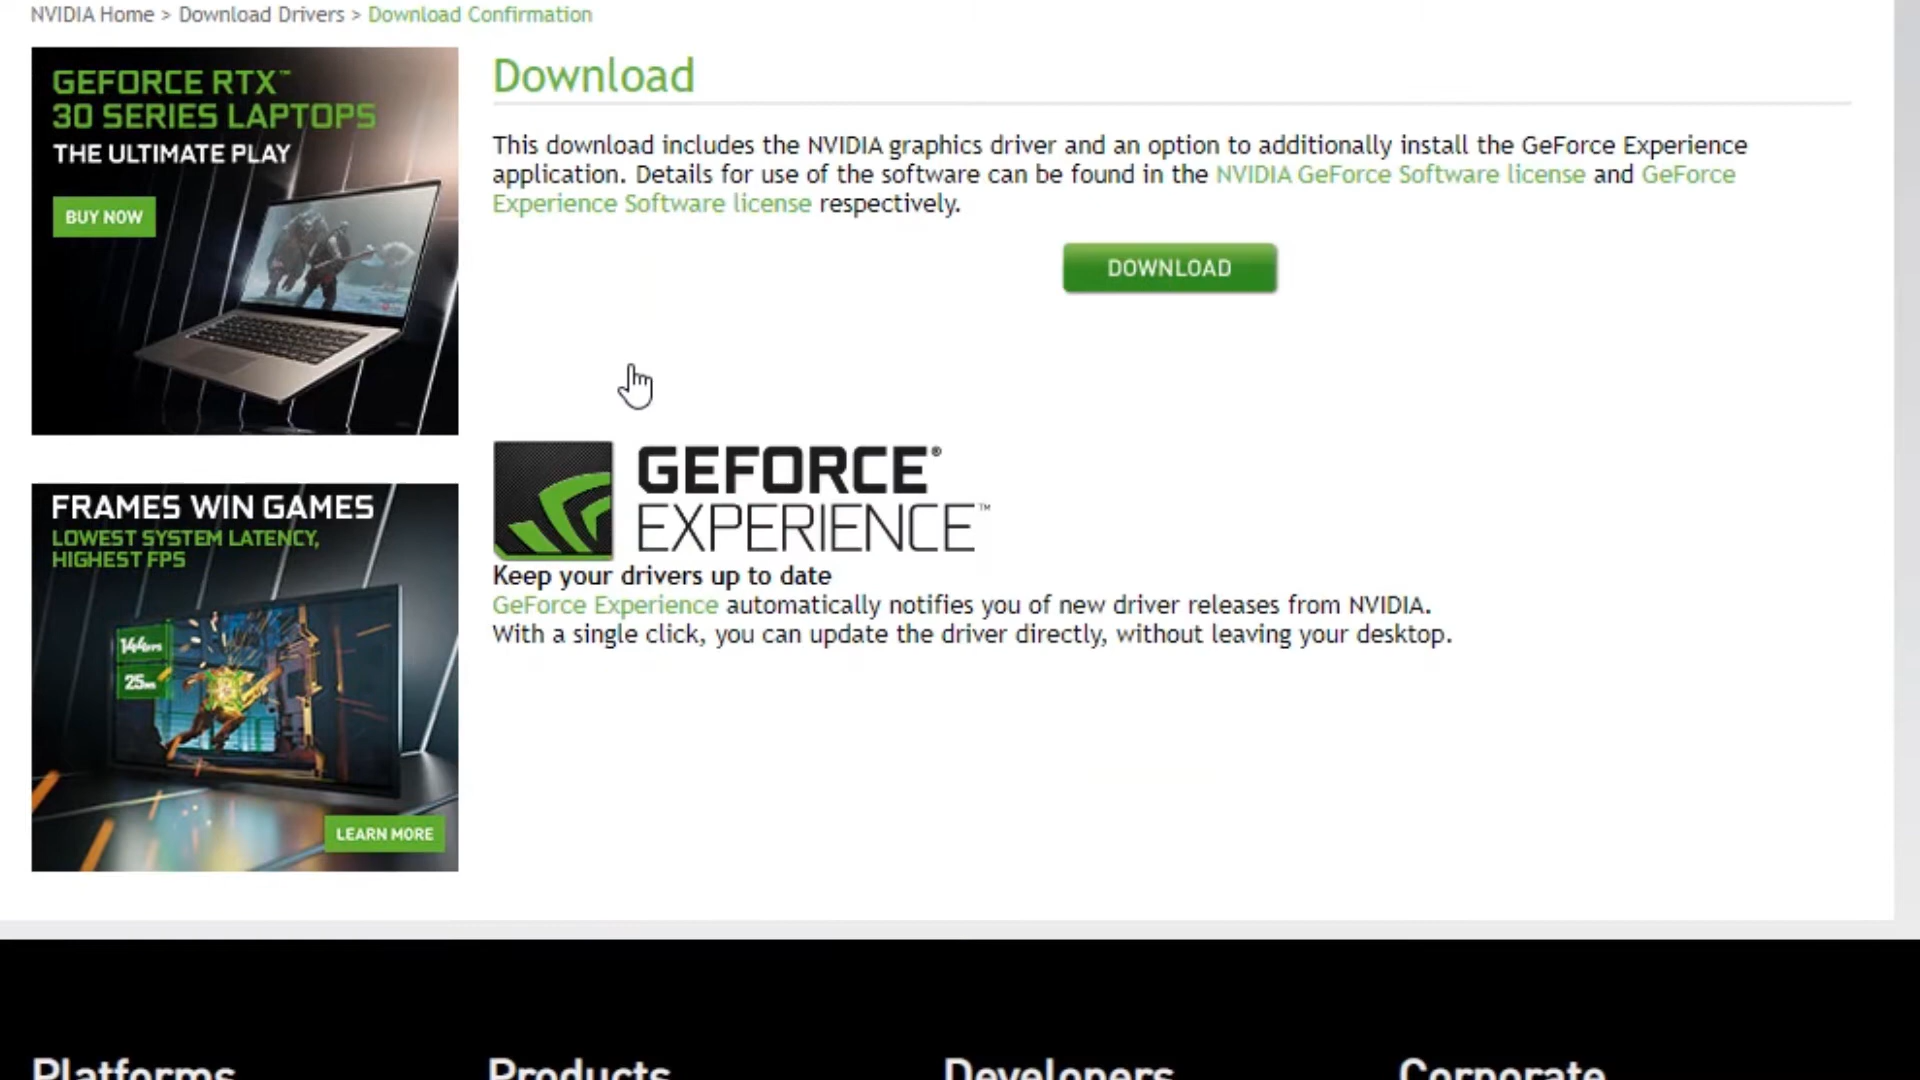 NVIDIA Home > Download Drivers > Download Confirmation
GEFORCE RTX™
30 SERIES LAPTOPS
THE ULTIMATE PLAY
BUY NOW
FRAMES WIN GAMES
LOWEST SYSTEM LATENCY,
HIGHEST FPS
144FPS
25ms
LEARN MORE
Download
This download includes the NVIDIA graphics driver and an option to additionally install the GeForce Experience
application. Details for use of the software can be found in the NVIDIA GeForce Software license and GeForce
Experience Software license respectively.
DOWNLOAD
GEFORCE®
EXPERIENCE™
Keep your drivers up to date
GeForce Experience automatically notifies you of new driver releases from NVIDIA.
With a single click, you can update the driver directly, without leaving your desktop.
Platforms
Products
Developers
Corporate